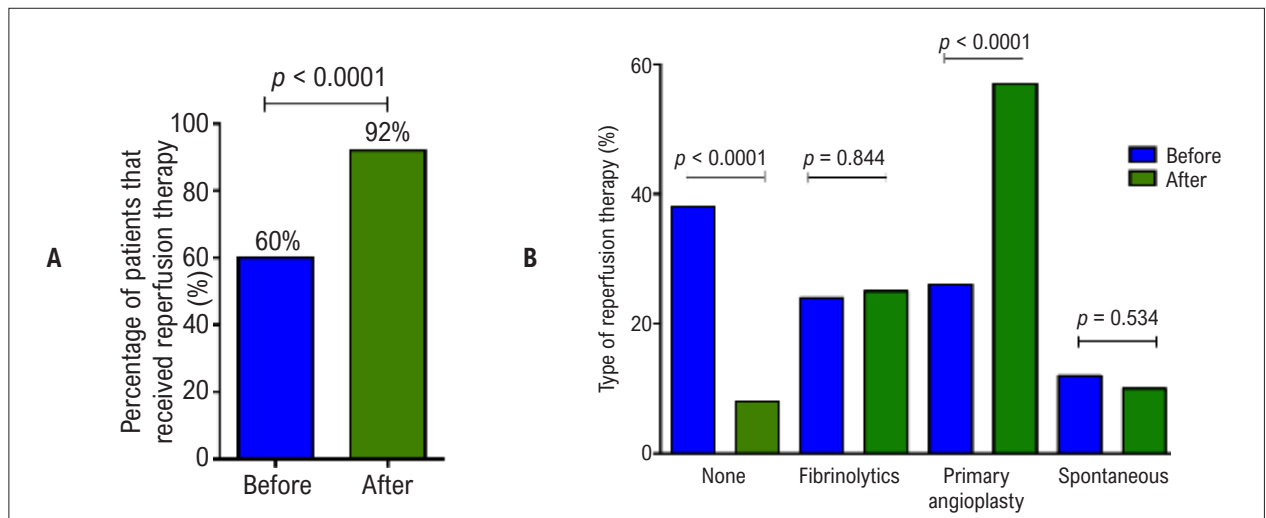 A
p < 0.0001
Percentage of patients that
received reperfusion therapy
(%)
100
80
60
40
20
0
60%
92%
Before
After
B
Type of reperfusion therapy (%)
60
40
20
0
p < 0.0001
p = 0.844
p < 0.0001
p = 0.534
Before
After
None
Fibrinolytics
Primary
angioplasty
Spontaneous